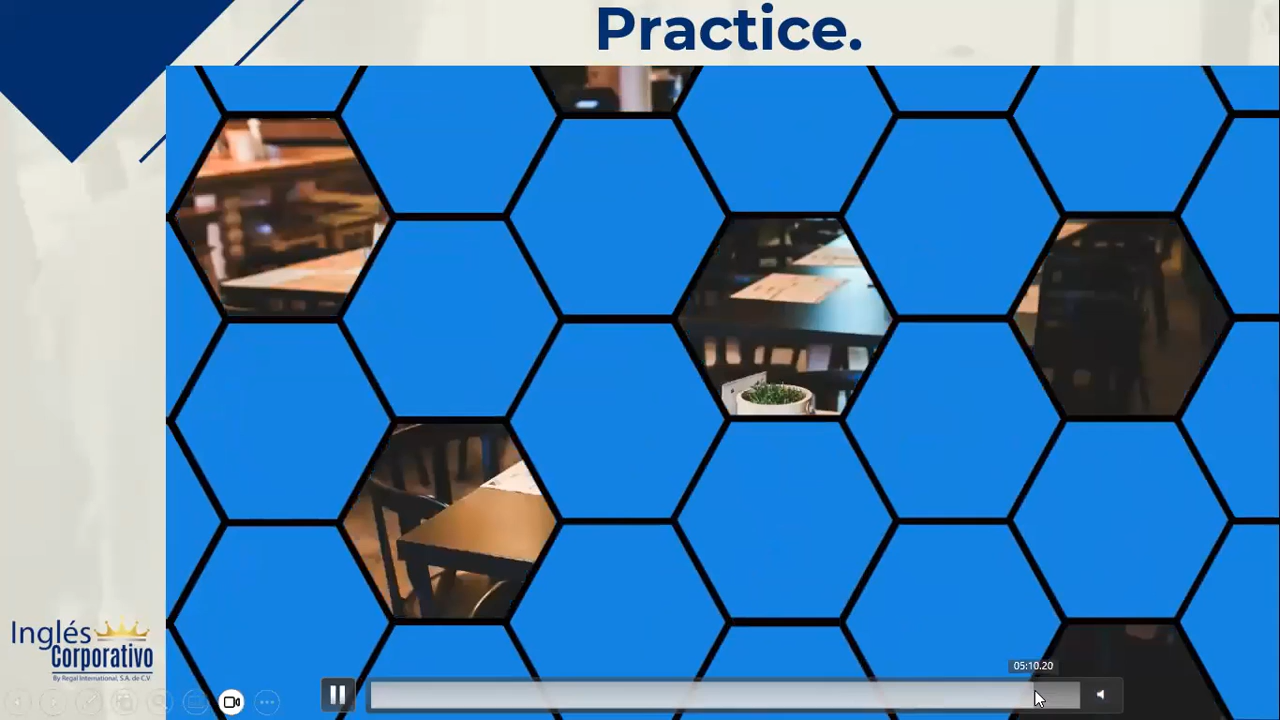 Practice.
Inglés
Corporativo
By Regal International, S.A. de C.V.
05:10.20